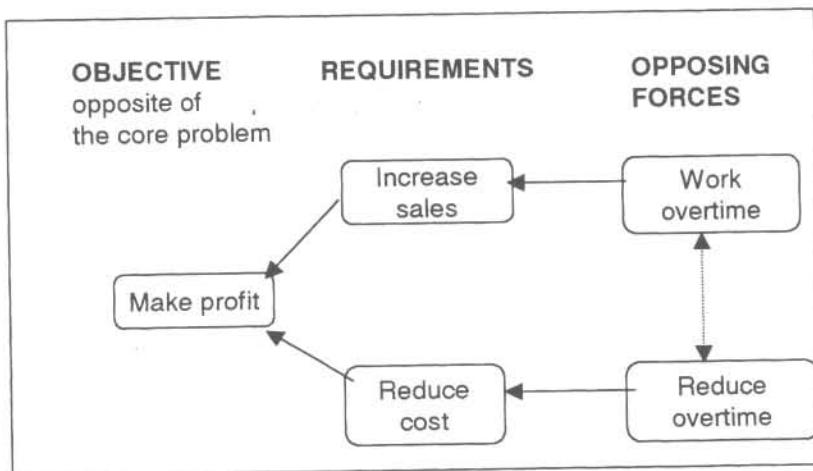 OBJECTIVE
opposite of
the core problem
REQUIREMENTS
OPPOSING
FORCES
Increase
sales
Work
overtime
Make profit
Reduce
cost
Reduce
overtime